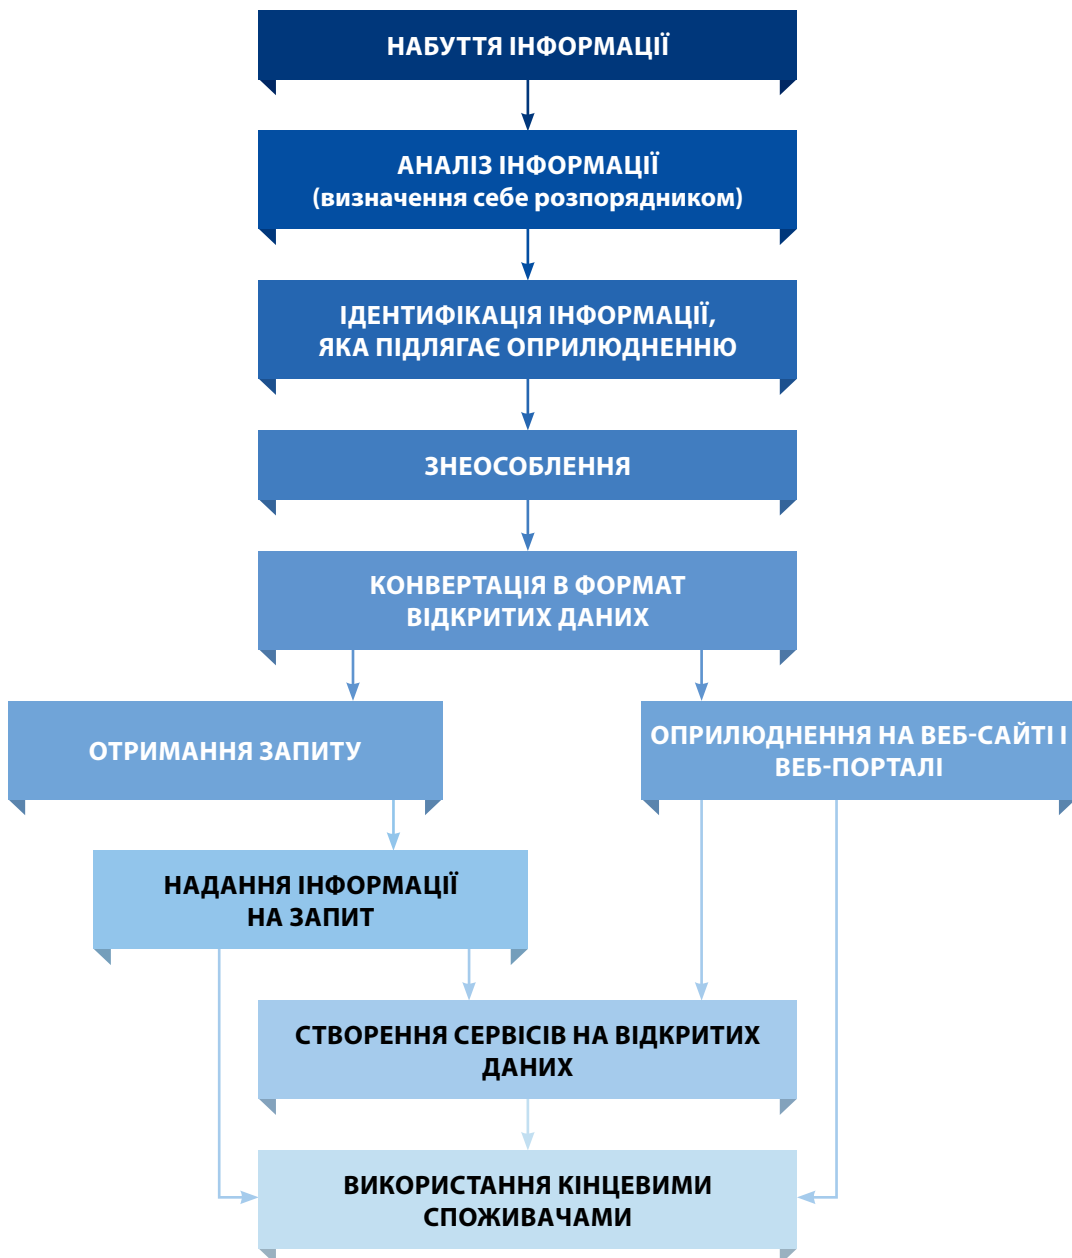 НАБУТТЯ ІНФОРМАЦІЇ
АНАЛІЗ ІНФОРМАЦІЇ
(визначення себе розпорядником)
ІДЕНТИФІКАЦІЯ ІНФОРМАЦІЇ,
ЯКА ПІДЛЯГАЄ ОПРИЛЮДНЕННЮ
ЗНЕОСОБЛЕННЯ
КОНВЕРТАЦІЯ В ФОРМАТ
ВІДКРИТИХ ДАНИХ
ОТРИМАННЯ ЗАПИТУ
ОПРИЛЮДНЕННЯ НА ВЕБ-САЙТІ І
ВЕБ-ПОРТАЛІ
НАДАННЯ ІНФОРМАЦІЇ
НА ЗАПИТ
СТВОРЕННЯ СЕРВІСІВ НА ВІДКРИТИХ
ДАНИХ
ВИКОРИСТАННЯ КІНЦЕВИМИ
СПОЖИВАЧАМИ